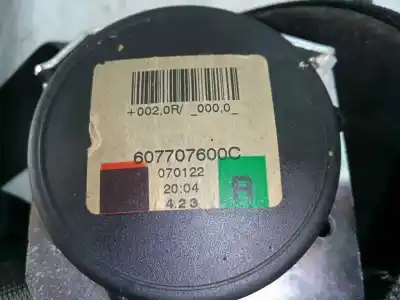 +002,0R/ _000,0_
607707600C
070122
20:04
4.2 3
A